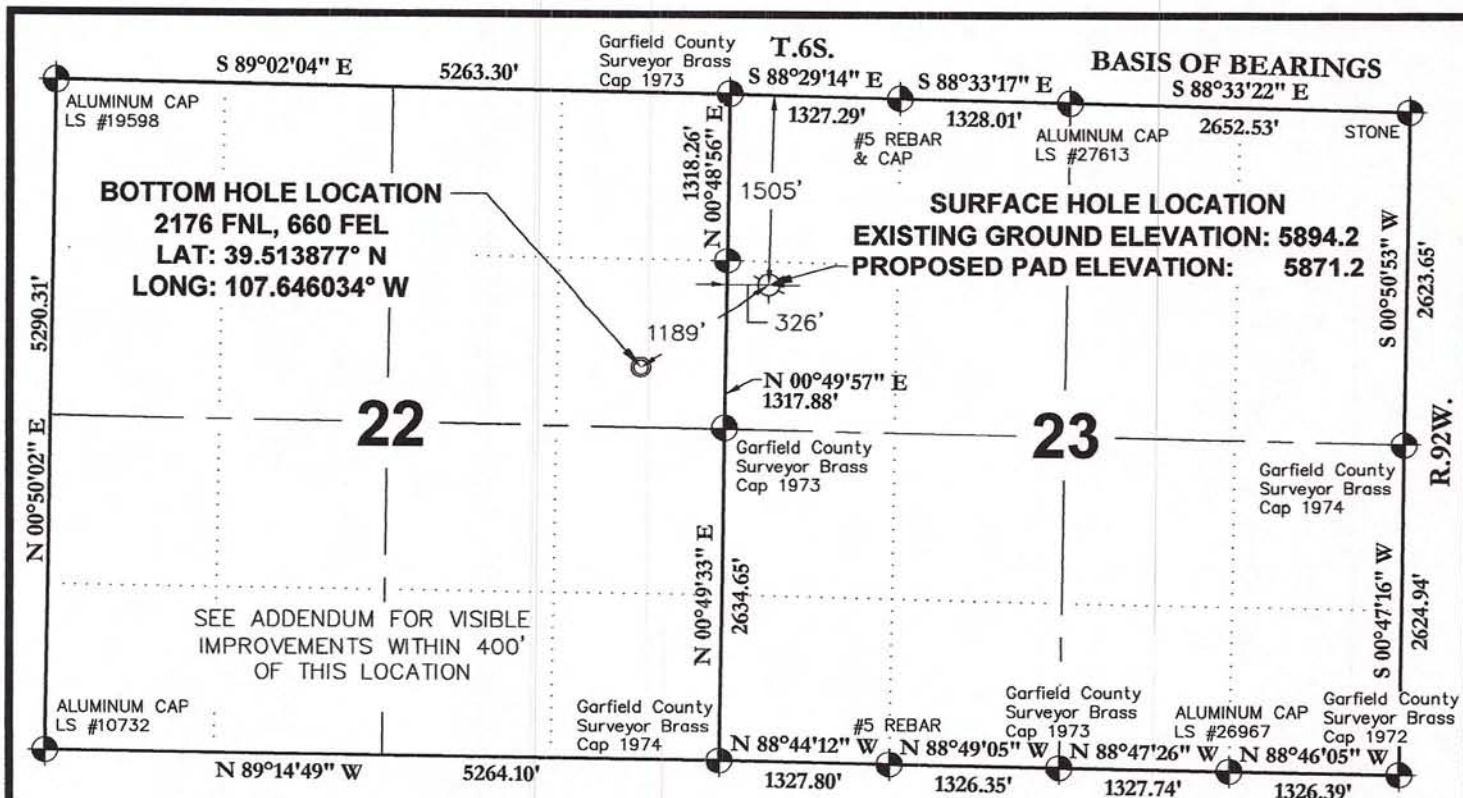 T.6S.
BASIS OF BEARINGS
S 89°02'04" E
5263.30'
Garfield County
Surveyor Brass
Cap 1973
S 88°29'14" E
1327.29'
S 88°33'17" E
1328.01'
S 88°33'22" E
2652.53'
ALUMINUM CAP
LS #19598
#5 REBAR
& CAP
ALUMINUM CAP
LS #27613
STONE
1318.26'
N 00°48'56" E
1505'
BOTTOM HOLE LOCATION
2176 FNL, 660 FEL
LAT: 39.513877° N
LONG: 107.646034° W
SURFACE HOLE LOCATION
EXISTING GROUND ELEVATION: 5894.2
PROPOSED PAD ELEVATION: 5871.2
S 00°50'53" W
2623.65'
5290.31'
N 00°50'02" E
1189'
326'
N 00°49'57" E
1317.88'
22
23
R.92W.
Garfield County
Surveyor Brass
Cap 1973
Garfield County
Surveyor Brass
Cap 1974
N 00°49'33" E
2634.65'
S 00°47'16" W
2624.94'
SEE ADDENDUM FOR VISIBLE
IMPROVEMENTS WITHIN 400'
OF THIS LOCATION
ALUMINUM CAP
LS #10732
Garfield County
Surveyor Brass
Cap 1974
#5 REBAR
Garfield County
Surveyor Brass
Cap 1973
ALUMINUM CAP
LS #26967
Garfield County
Surveyor Brass
Cap 1972
N 89°14'49" W
5264.10'
N 88°44'12" W
1327.80'
N 88°49'05" W
1326.35'
N 88°47'26" W
1327.74'
N 88°46'05" W
1326.39'